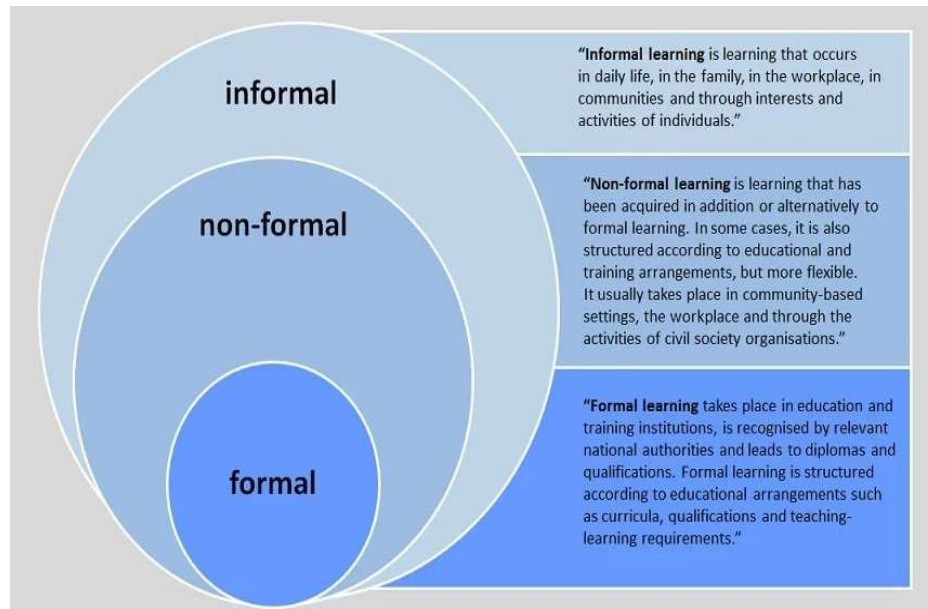 informal
"Informal learning is learning that occurs
in daily life, in the family, in the workplace, in
communities and through interests and
activities of individuals."
non-formal
"Non-formal learning is learning that has
been acquired in addition or alternatively to
formal learning. In some cases, it is also
structured according to educational and
training arrangements, but more flexible.
It usually takes place in community-based
settings, the workplace and through the
activities of civil society organisations."
formal
"Formal learning takes place in education and
training institutions, is recognised by relevant
national authorities and leads to diplomas and
qualifications. Formal learning is structured
according to educational arrangements such
as curricula, qualifications and teaching-
learning requirements."